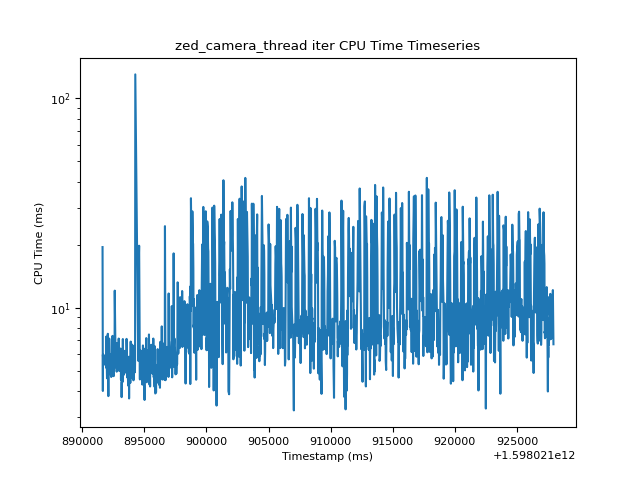 zed_camera_thread iter CPU Time Timeseries
CPU Time (ms)
10²
10¹
890000 895000 900000 905000 910000 915000 920000 925000
Timestamp (ms)
+1.598021e12